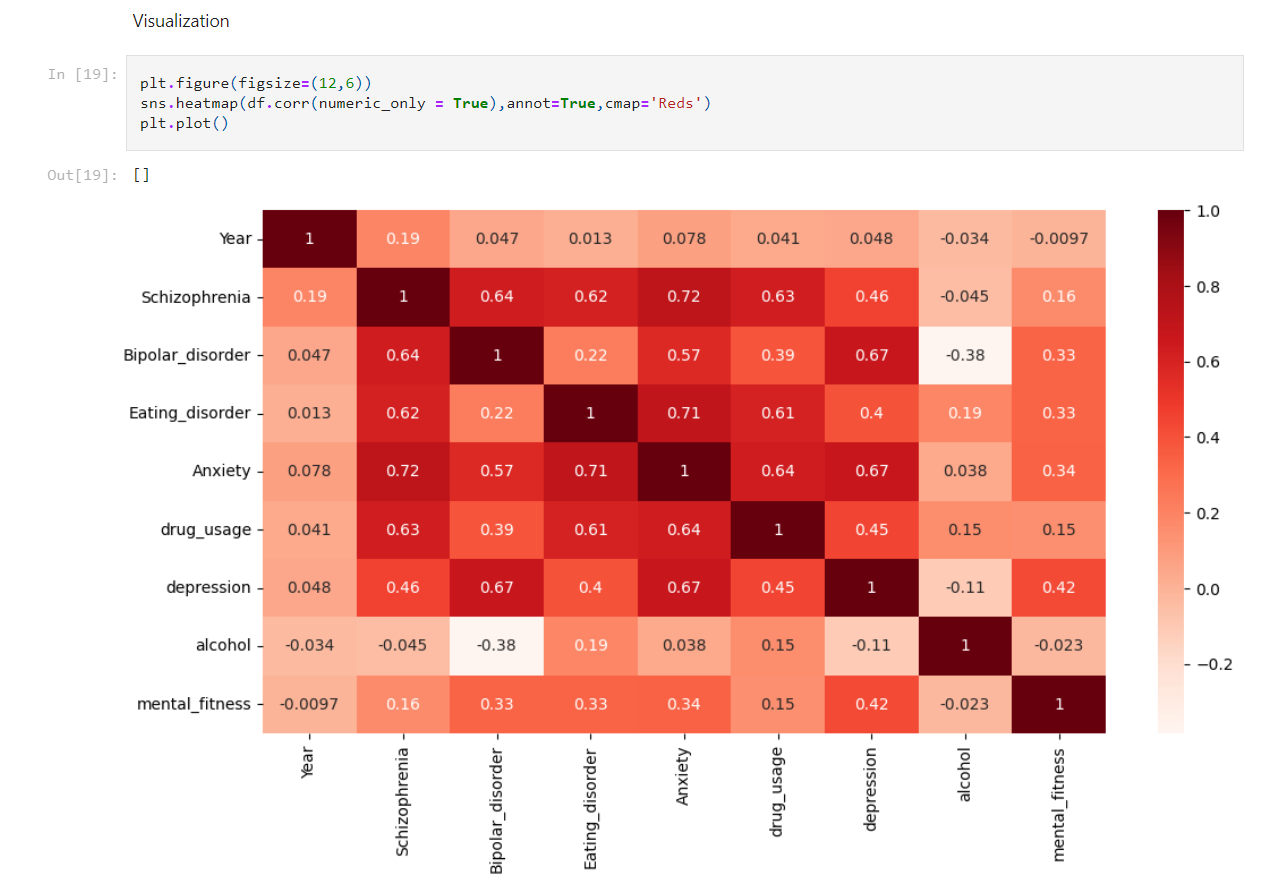 Visualization
In [19]:
plt.figure(figsize=(12,6))
sns.heatmap(df.corr(numeric_only = True),annot=True,cmap='Reds')
plt.plot()
Out[19]: []
Year 1 0.19 0.047 0.013 0.078 0.041 0.048 -0.034 -0.0097
Schizophrenia 0.19 1 0.64 0.62 0.72 0.63 0.46 -0.045 0.16
Bipolar_disorder 0.047 0.64 1 0.22 0.57 0.39 0.67 -0.38 0.33
Eating_disorder 0.013 0.62 0.22 1 0.71 0.61 0.4 0.19 0.33
Anxiety 0.078 0.72 0.57 0.71 1 0.64 0.67 0.038 0.34
drug_usage 0.041 0.63 0.39 0.61 0.64 1 0.45 0.15 0.15
depression 0.048 0.46 0.67 0.4 0.67 0.45 1 -0.11 0.42
alcohol -0.034 -0.045 -0.38 0.19 0.038 0.15 -0.11 1 -0.023
mental_fitness -0.0097 0.16 0.33 0.33 0.34 0.15 0.42 -0.023 1
Year
Schizophrenia
Bipolar_disorder
Eating_disorder
Anxiety
drug_usage
depression
alcohol
mental_fitness
1.0
0.8
0.6
0.4
0.2
0.0
−0.2